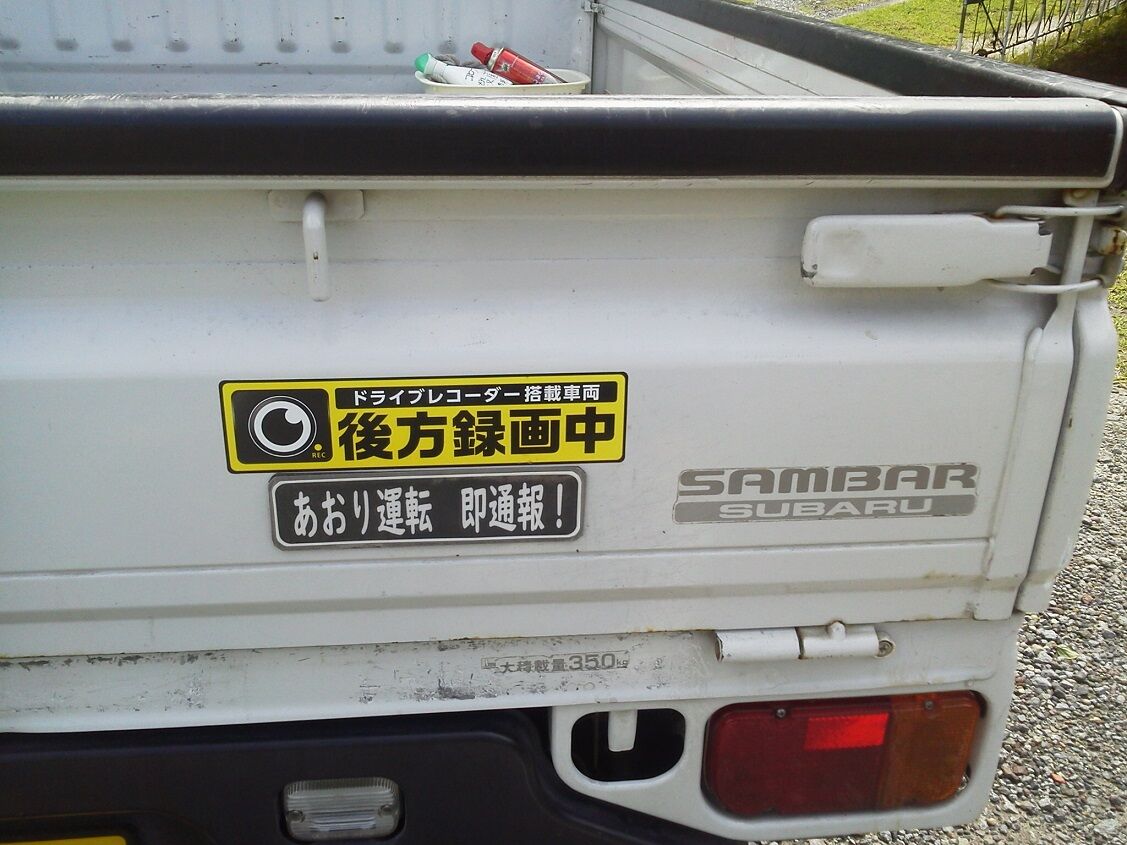 ドライブレコーダー搭載車両
後方録画中
REC
あおり運転 即通報！
SAMBAR
SUBARU
大積載量350kg